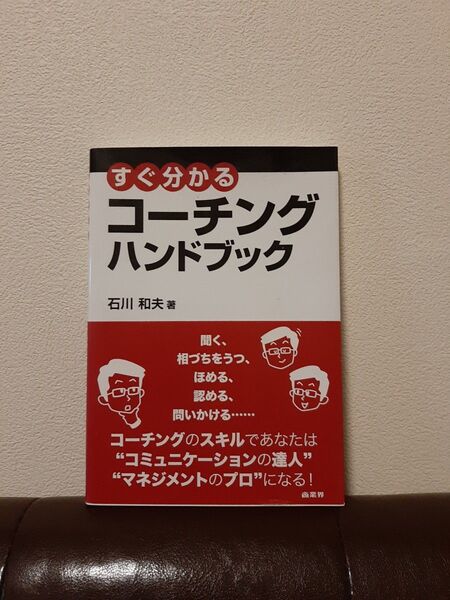 すぐ分かる
コーチング
ハンドブック
石川 和夫 著
聞く、
相づちをうつ、
ほめる、
認める、
問いかける……
コーチングのスキルであなたは
“コミュニケーションの達人”
“マネジメントのプロ”になる！
商業界